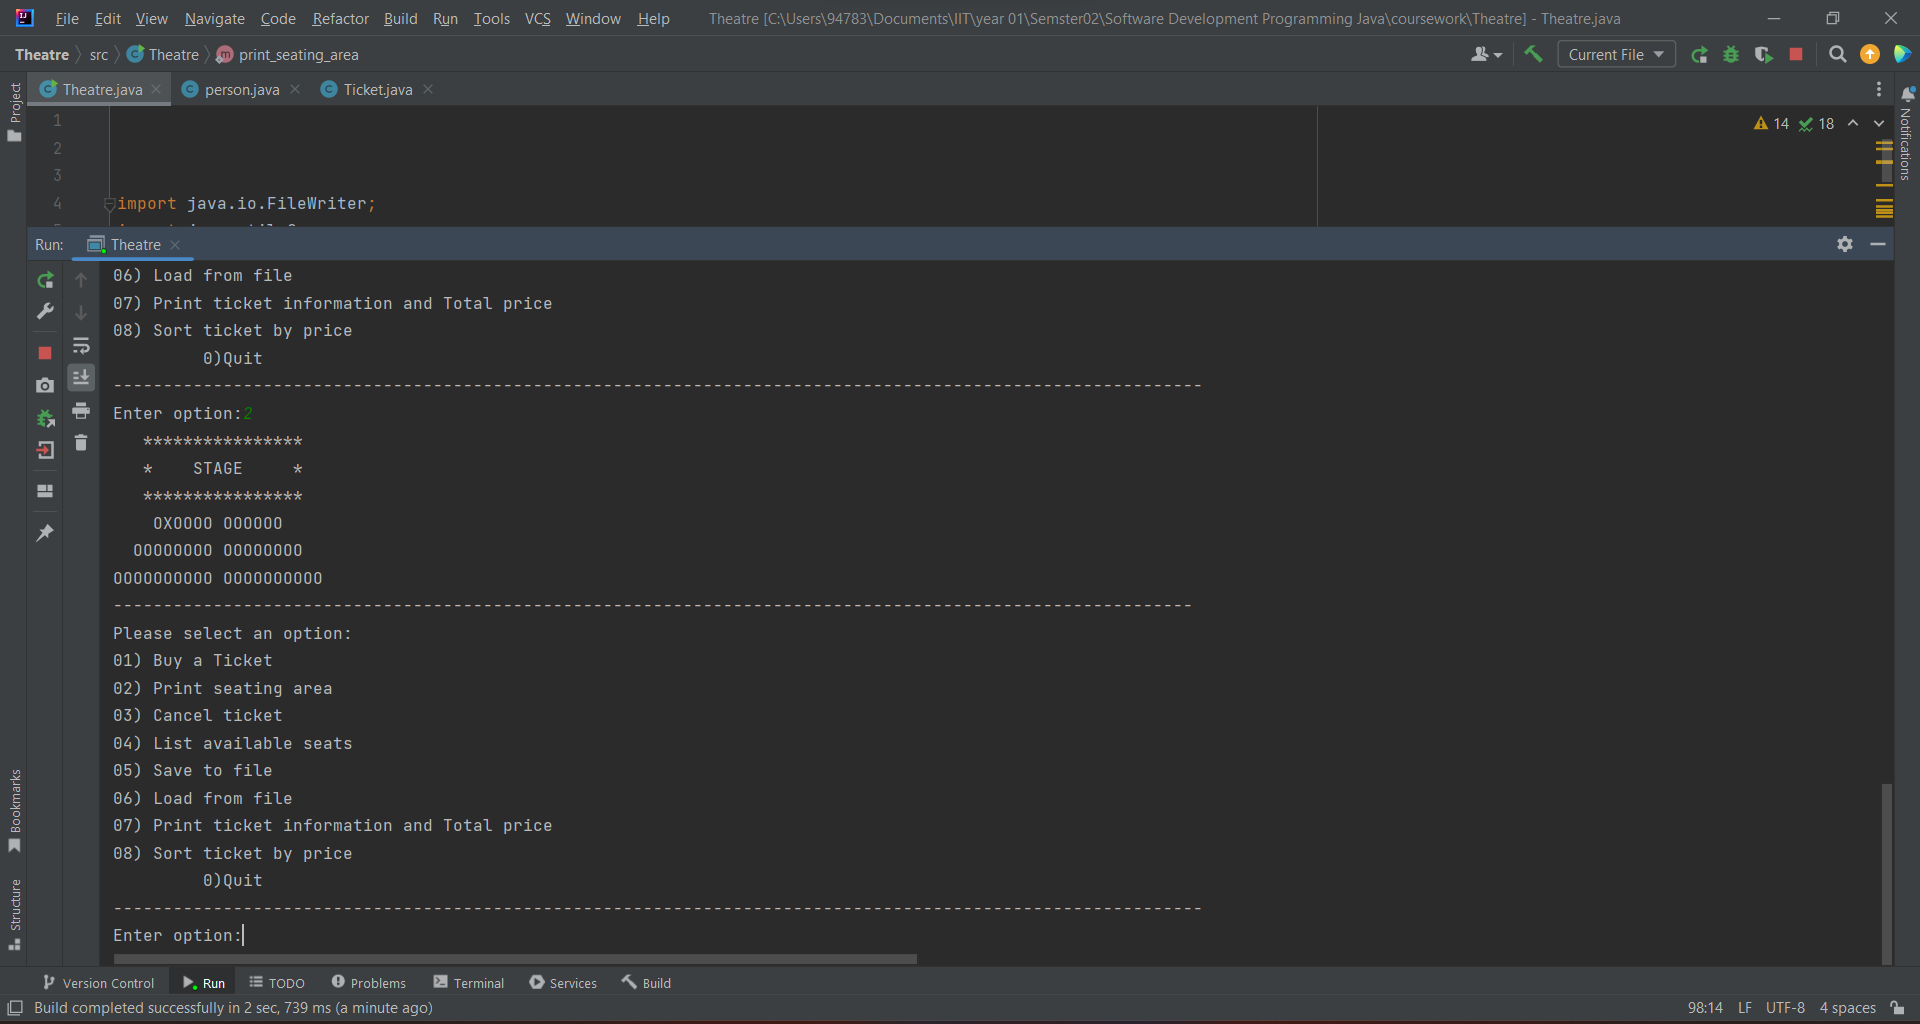 File Edit View Navigate Code Refactor Build Run Tools VCS Window Help Theatre [C:\Users\94783\Documents\IIT\year 01\Semster02\Software Development Programming Java\coursework\Theatre] - Theatre.java
Theatre src Theatre print_seating_area Current File
Project
Theatre.java person.java Ticket.java
Notifications
1
14 18
2
3
4 import java.io.FileWriter;
Run: Theatre
06) Load from file
07) Print ticket information and Total price
08) Sort ticket by price
0)Quit
-------------------------------------------------------------------------------------------------------------
Enter option:2
****************
*    STAGE     *
****************
OXOOOO OOOOOO
OOOOOOOO OOOOOOOO
OOOOOOOOOO OOOOOOOOOO
------------------------------------------------------------------------------------------------------------
Please select an option:
01) Buy a Ticket
02) Print seating area
03) Cancel ticket
04) List available seats
05) Save to file
06) Load from file
07) Print ticket information and Total price
08) Sort ticket by price
0)Quit
-------------------------------------------------------------------------------------------------------------
Enter option:
Bookmarks
Structure
Version Control Run TODO Problems Terminal Services Build
Build completed successfully in 2 sec, 739 ms (a minute ago) 98:14 LF UTF-8 4 spaces